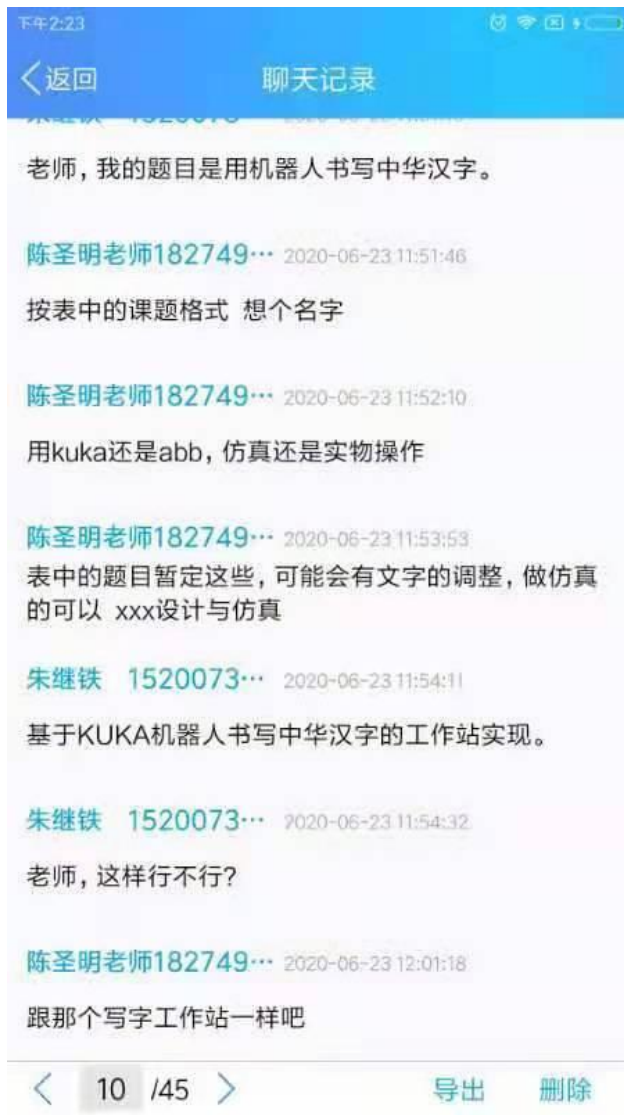 下午2:23
返回
聊天记录
老师，我的题目是用机器人书写中华汉字。
陈圣明老师182749… 2020-06-23 11:51:46
按表中的课题格式 想个名字
陈圣明老师182749… 2020-06-23 11:52:10
用kuka还是abb，仿真还是实物操作
陈圣明老师182749… 2020-06-23 11:53:53
表中的题目暂定这些，可能会有文字的调整，做仿真
的可以 xxx设计与仿真
朱继铁 1520073… 2020-06-23 11:54:11
基于KUKA机器人书写中华汉字的工作站实现。
朱继铁 1520073… 2020-06-23 11:54:32
老师，这样行不行?
陈圣明老师182749… 2020-06-23 12:01:18
跟那个写字工作站一样吧
10 /45 导出 删除